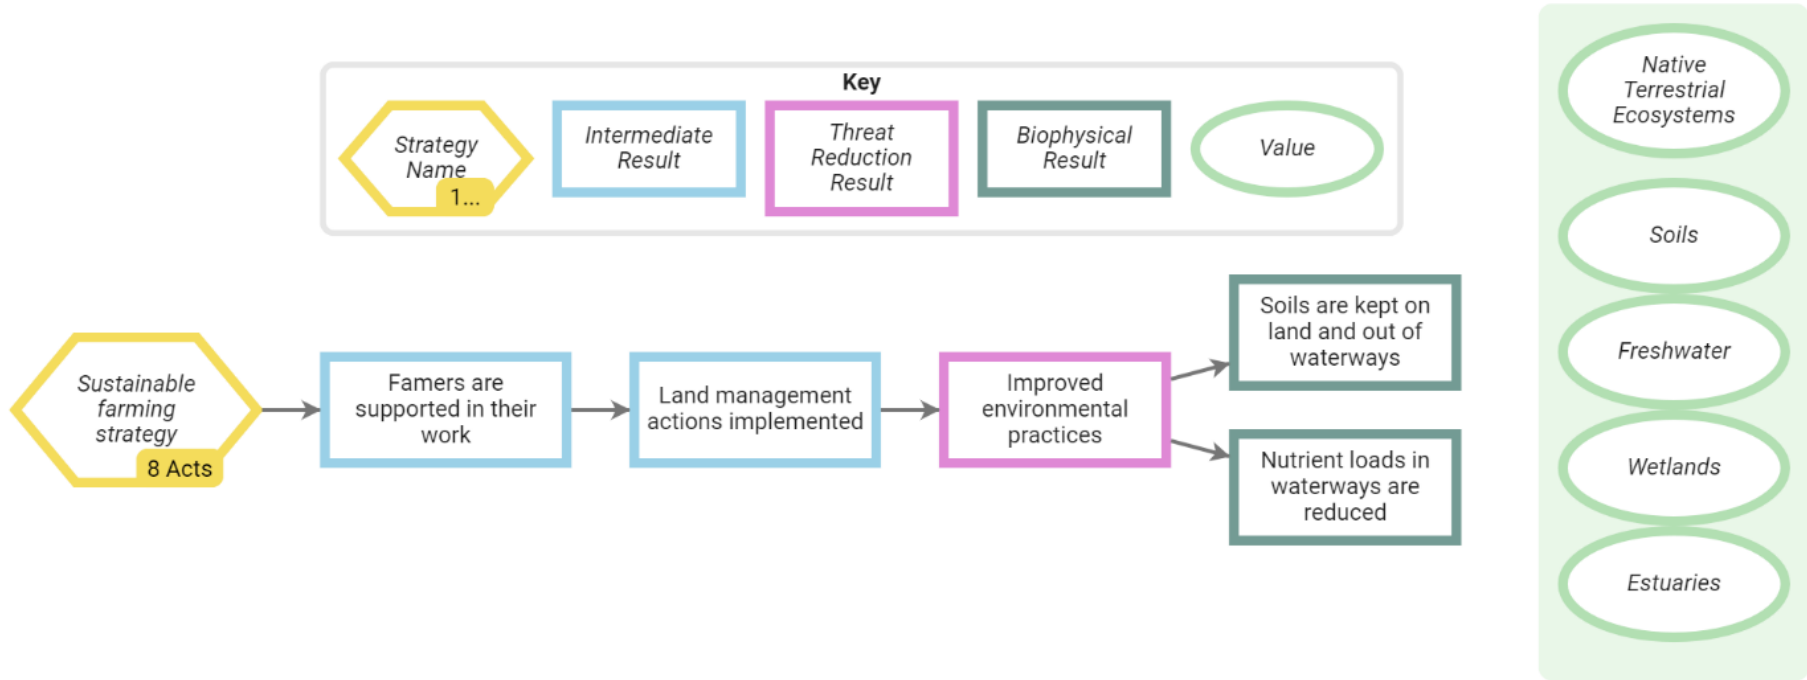 Key
Strategy
Name
1...
Intermediate
Result
Threat
Reduction
Result
Biophysical
Result
Value
Sustainable
farming
strategy
8 Acts
Famers are
supported in their
work
Land management
actions implemented
Improved
environmental
practices
Soils are kept on
land and out of
waterways
Nutrient loads in
waterways are
reduced
Native
Terrestrial
Ecosystems
Soils
Freshwater
Wetlands
Estuaries